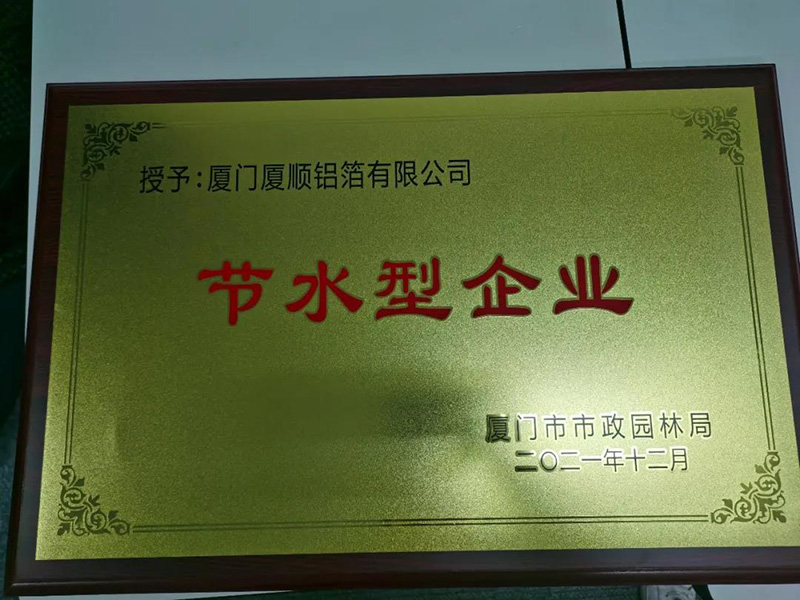 授予:厦门厦顺铝箔有限公司
节水型企业
厦门市市政园林局
二〇二一年十二月